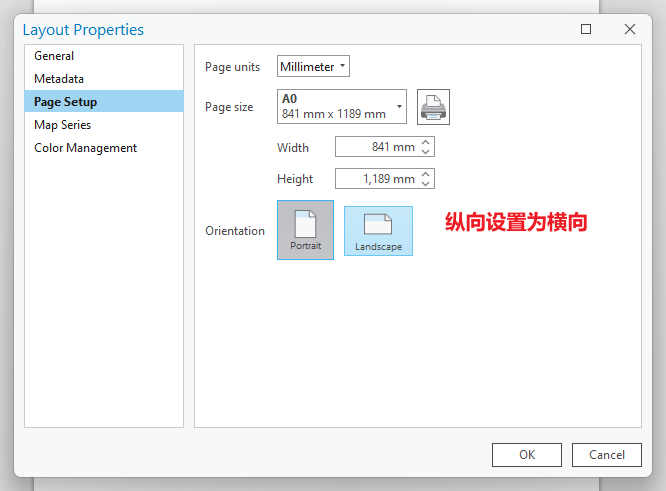 Layout Properties
General
Metadata
Page Setup
Map Series
Color Management
Page units Millimeter
Page size A0
841 mm x 1189 mm
Width 841 mm
Height 1,189 mm
Orientation Portrait Landscape
纵向设置为横向
OK Cancel